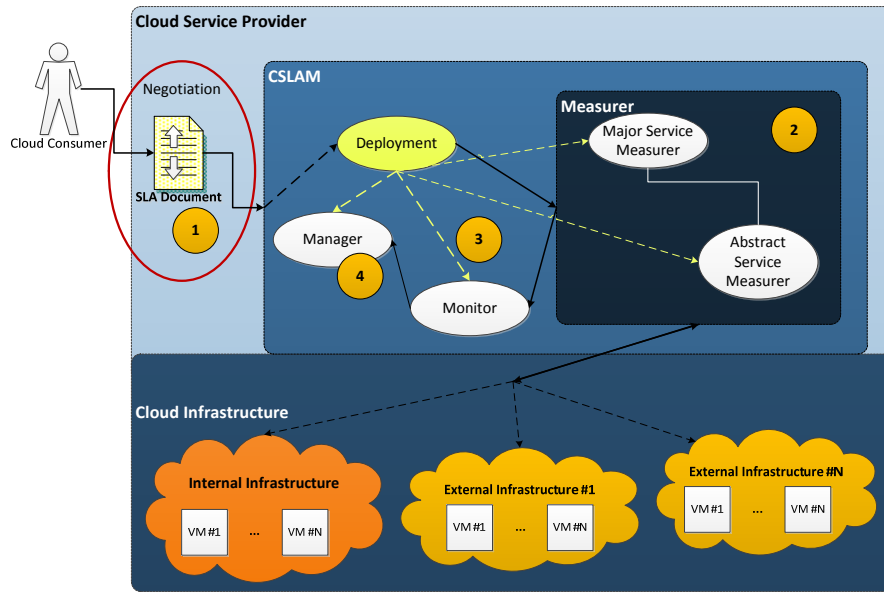 Cloud Service Provider
CSLAM
Negotiation
Measurer
Major Service
Measurer
2
Deployment
Cloud Consumer
SLA Document
1
Manager
3
4
Abstract
Service
Measurer
Monitor
Cloud Infrastructure
Internal Infrastructure
VM #1
...
VM #N
External Infrastructure #1
VM #1
...
VM #N
External Infrastructure #N
VM #1
...
VM #N